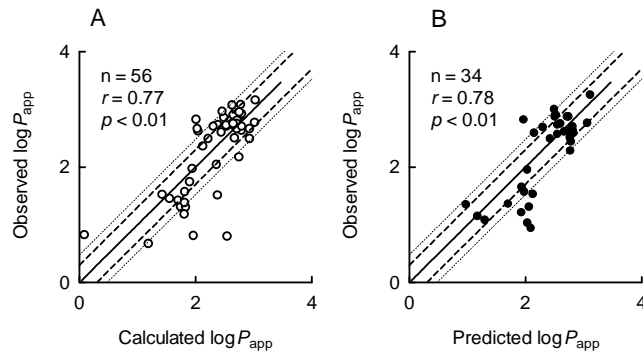 A
4
n = 56
r = 0.77
p < 0.01
2
0
0 2 4
Observed log Papp
Calculated log Papp
B
4
n = 34
r = 0.78
p < 0.01
2
0
0 2 4
Observed log Papp
Predicted log Papp